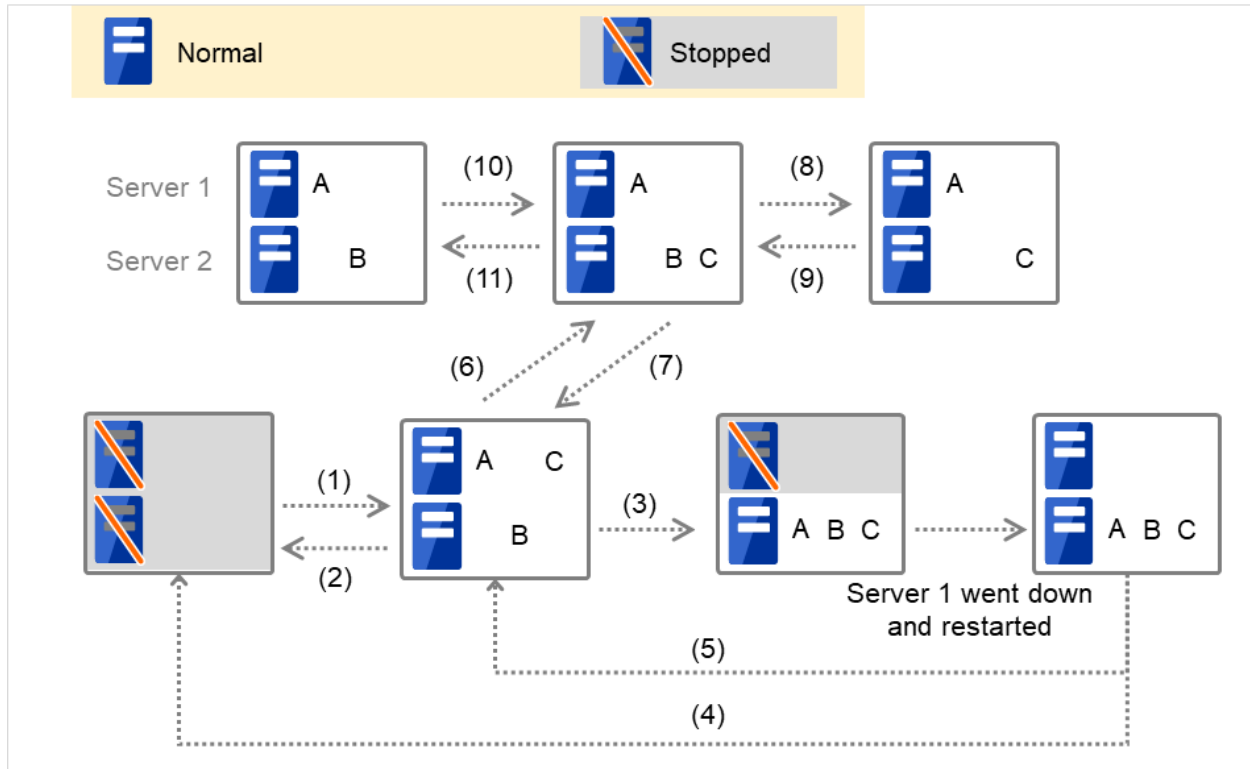 Normal
Stopped
Server 1
A
(10)
A
(8)
A
Server 2
B
(11)
B C
(9)
C
(6)
(7)
(1)
A C
B
(2)
(3)
A B C
A B C
Server 1 went down
and restarted
(5)
(4)